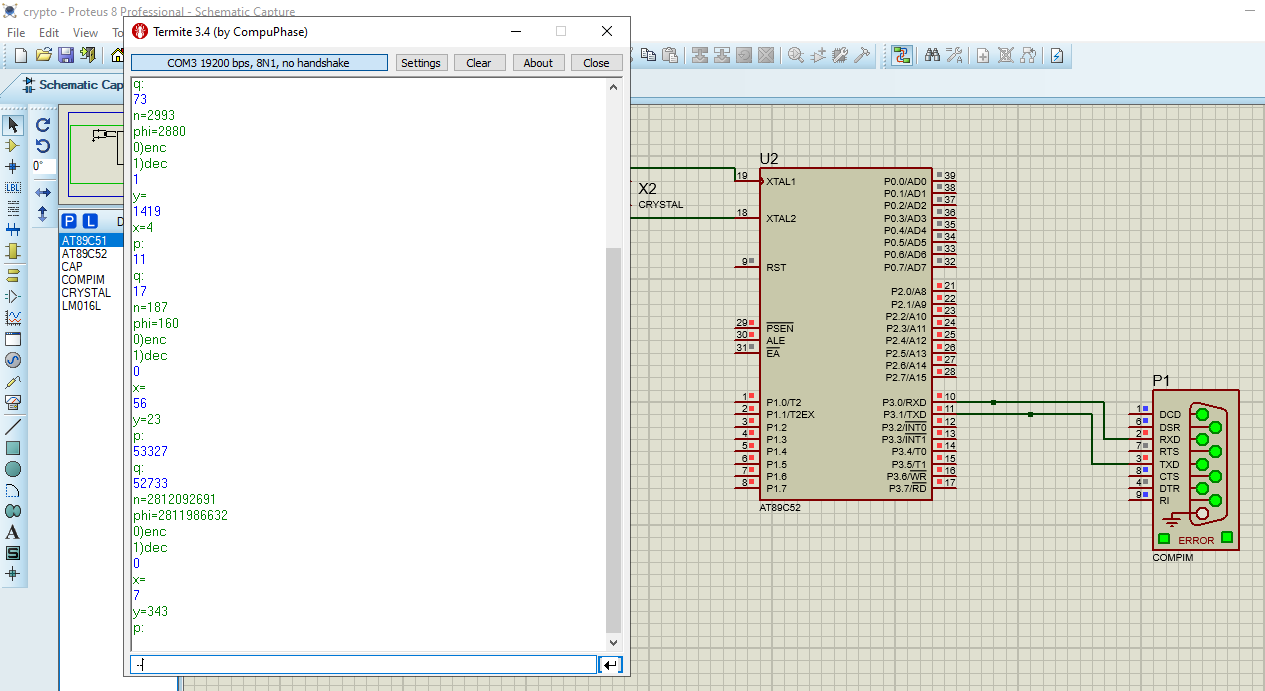 crypto - Proteus 8 Professional - Schematic Capture
File Edit View To
Schematic Cap
Termite 3.4 (by CompuPhase)
COM3 19200 bps, 8N1, no handshake
Settings
Clear
About
Close
q:
73
n=2993
phi=2880
0)enc
1)dec
1
y=
1419
x=4
p:
11
q:
17
n=187
phi=160
0)enc
1)dec
0
x=
56
y=23
p:
53327
q:
52733
n=2812092691
phi=2811986632
0)enc
1)dec
0
x=
7
y=343
p:
-
0°
LBL
A
S
P L D
AT89C51
AT89C52
CAP
COMPIM
CRYSTAL
LM016L
X2
CRYSTAL
U2
19 XTAL1
18 XTAL2
9 RST
29 PSEN
30 ALE
31 EA
1 P1.0/T2
2 P1.1/T2EX
3 P1.2
4 P1.3
5 P1.4
6 P1.5
7 P1.6
8 P1.7
P0.0/AD0 39
P0.1/AD1 38
P0.2/AD2 37
P0.3/AD3 36
P0.4/AD4 35
P0.5/AD5 34
P0.6/AD6 33
P0.7/AD7 32
P2.0/A8 21
P2.1/A9 22
P2.2/A10 23
P2.3/A11 24
P2.4/A12 25
P2.5/A13 26
P2.6/A14 27
P2.7/A15 28
P3.0/RXD 10
P3.1/TXD 11
P3.2/INT0 12
P3.3/INT1 13
P3.4/T0 14
P3.5/T1 15
P3.6/WR 16
P3.7/RD 17
AT89C52
P1
1 DCD
6 DSR
2 RXD
7 RTS
3 TXD
8 CTS
4 DTR
9 RI
ERROR
COMPIM